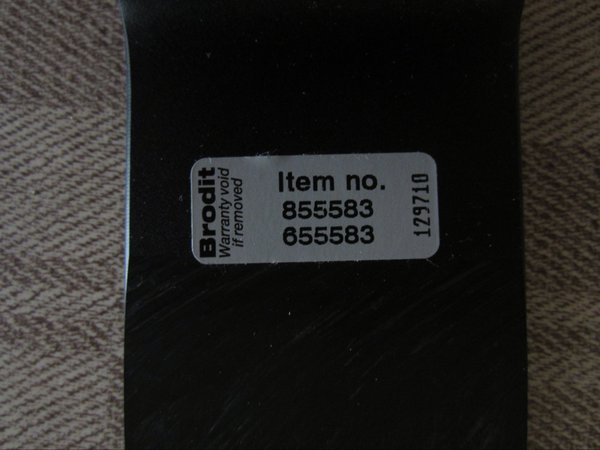 Brodit
Warranty void
if removed
Item no.
855583
655583
129710